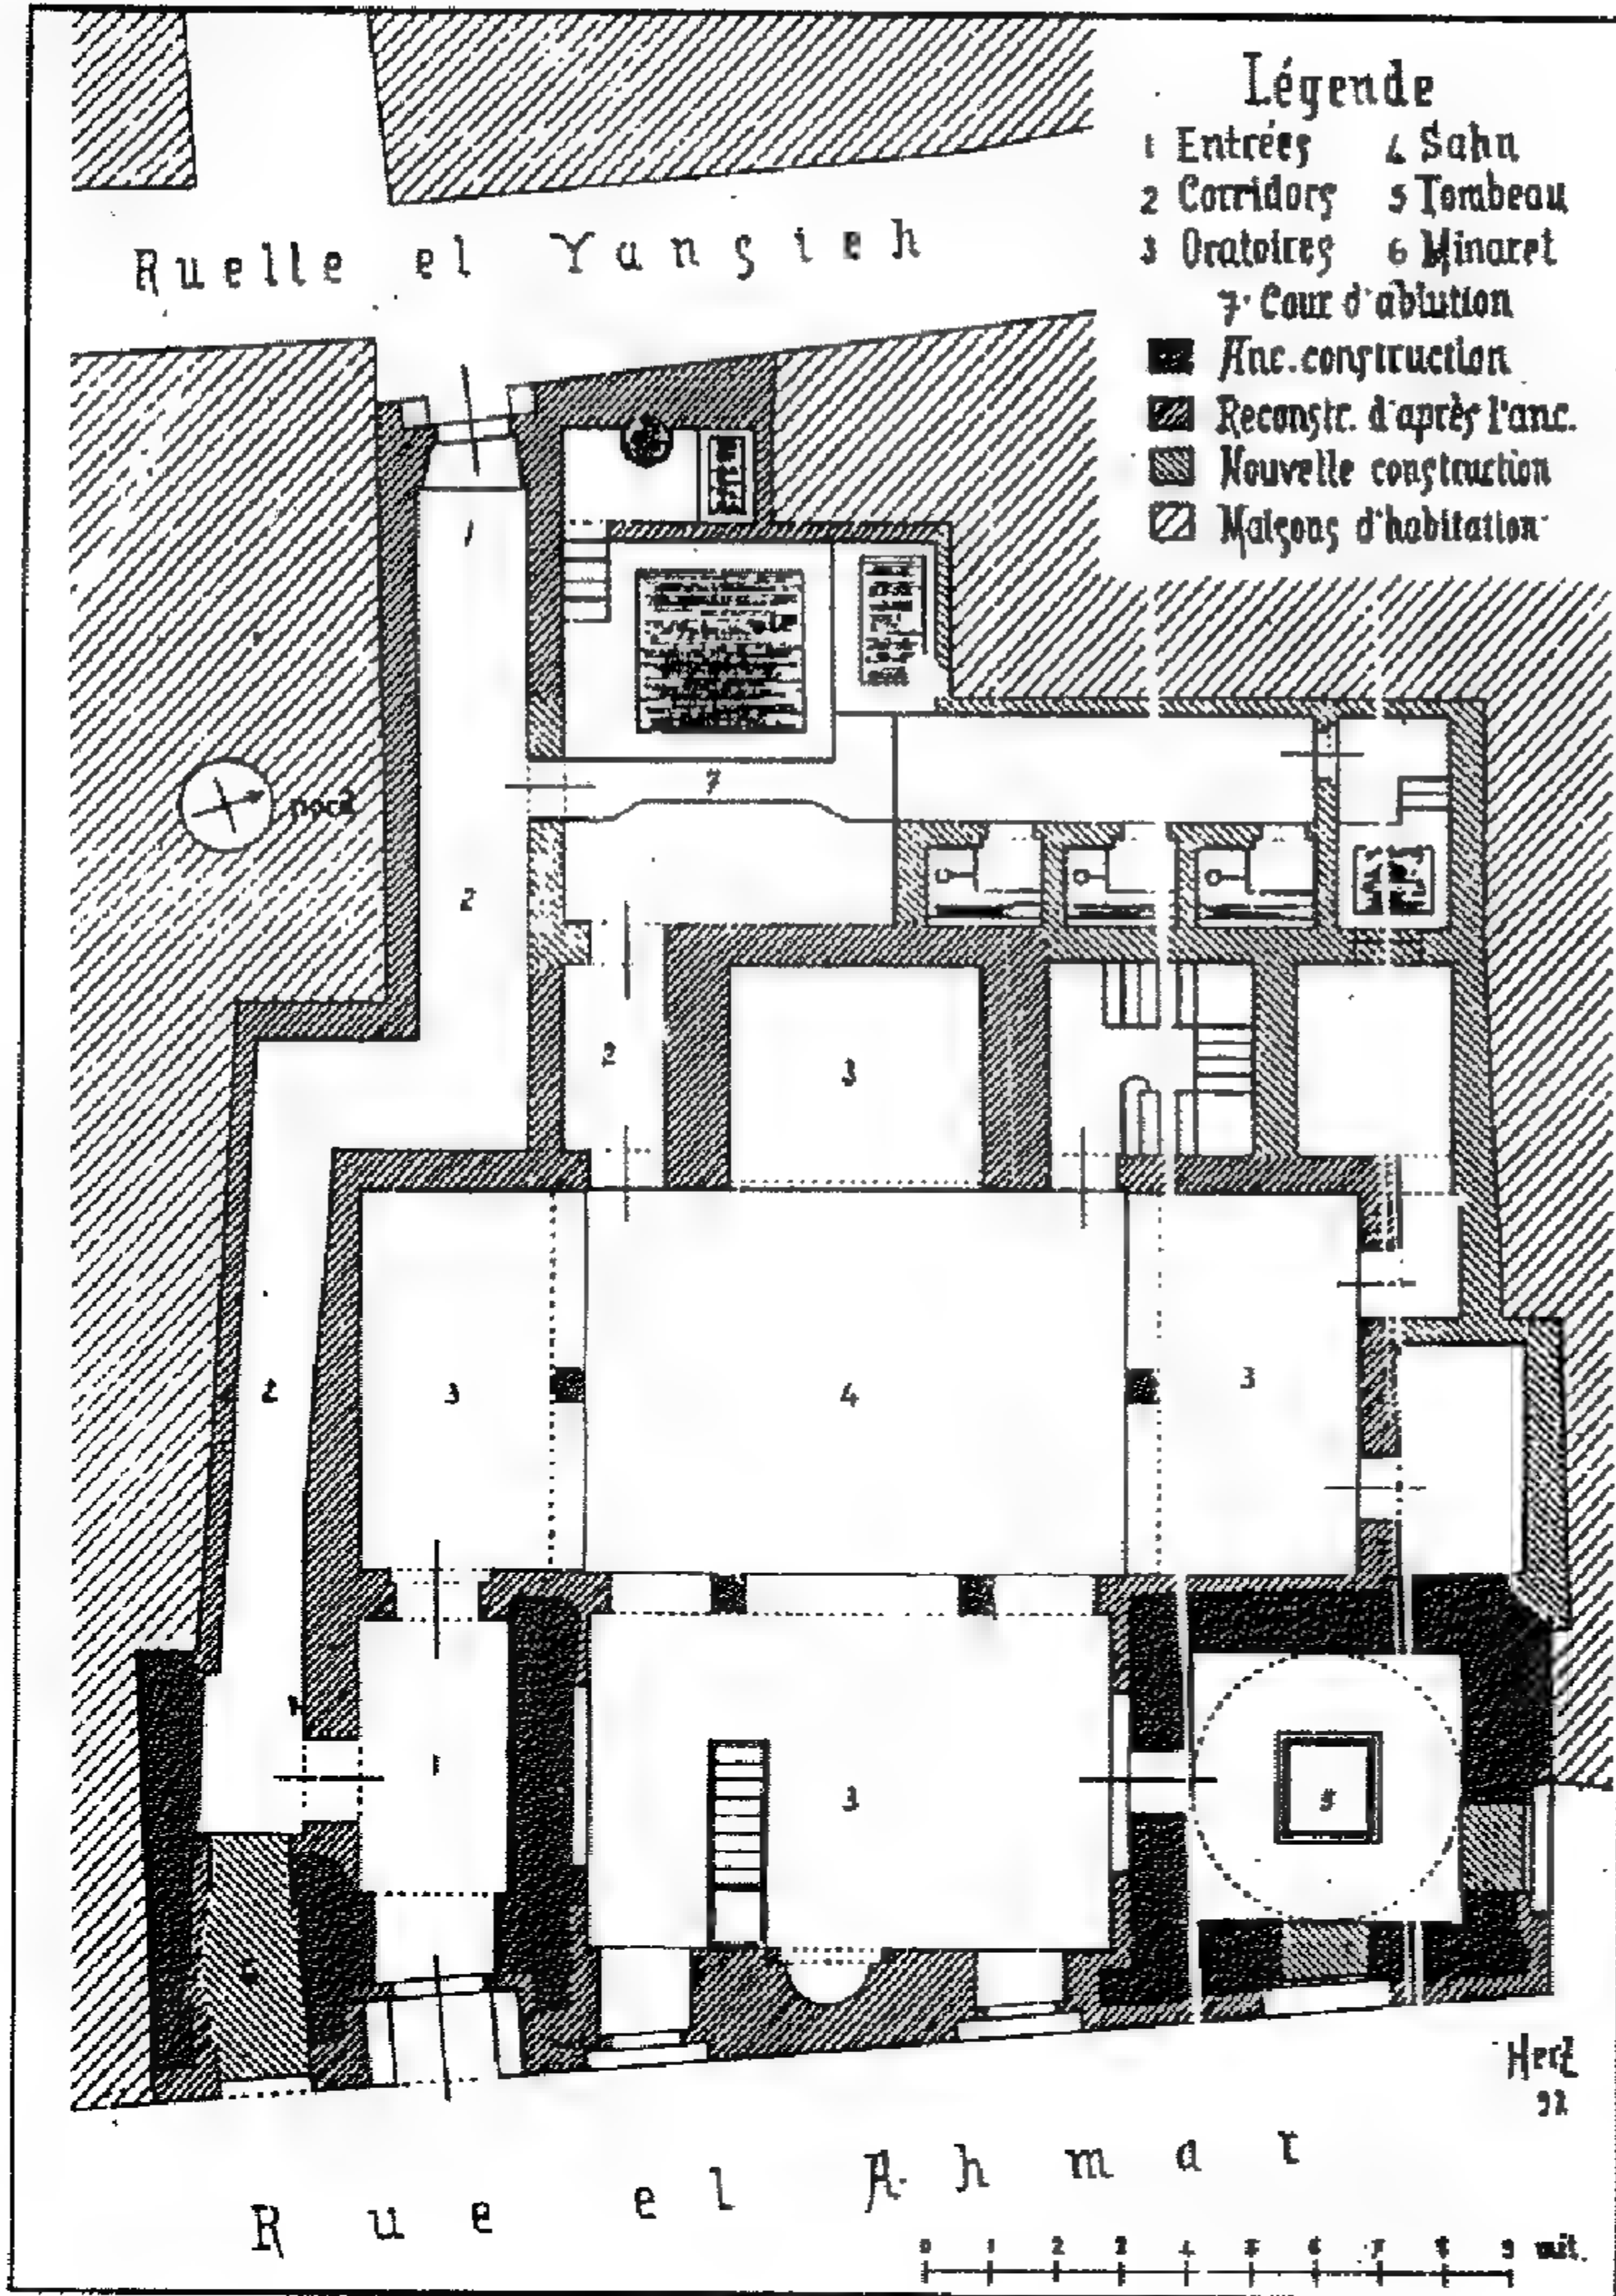 Légende
1 Entrées 4 Sahn
2 Corridors 5 Tombeau
3 Oratoires 6 Minaret
7. Cour d'ablution
Anc. construction
Reconstr. d'après l'anc.
Nouvelle construction
Maisons d'habitation
Ruelle el Yansieh
1
nord
7
2
2
3
2
3
4
3
1
3
5
Herz
92
Rue el Ahmar
0 1 2 3 4 5 6 7 8 9 mt.